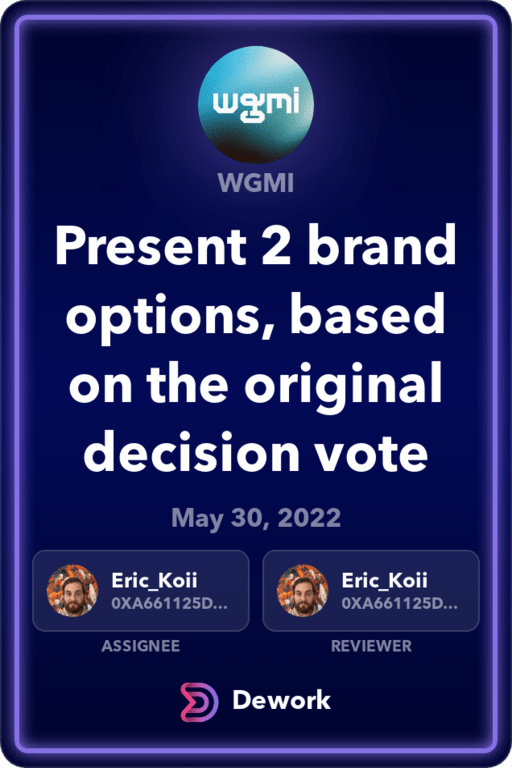 wgmi
WGMI
Present 2 brand
options, based
on the original
decision vote
May 30, 2022
Eric_Koii
0XA661125D...
ASSIGNEE
Eric_Koii
0XA661125D...
REVIEWER
Dework